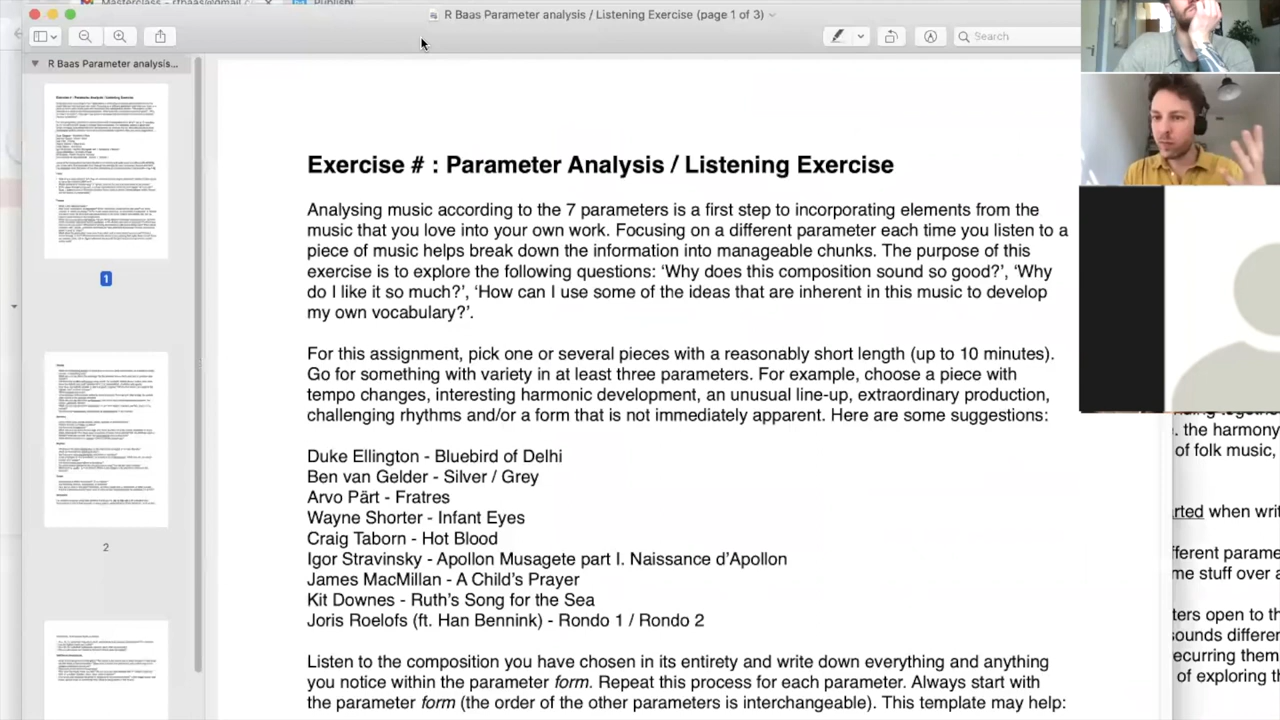 Masterclass - rfbaas@gmail.c
Publishi
R Baas Parameter analysis / Listening Exercise (page 1 of 3)
Search
R Baas Parameter analysis...
1
2
Exercise # : Parameter Analysis / Listening Exercise
Analysing music according to the 7 parameters is a first step to incorporating elements from the
music that you love into your own work. Focusing on a different parameter each time you listen to a
piece of music helps break down the information into manageable chunks. The purpose of this
exercise is to explore the following questions: ‘Why does this composition sound so good?’, ‘Why
do I like it so much?’, ‘How can I use some of the ideas that are inherent in this music to develop
my own vocabulary?’.
For this assignment, pick one or several pieces with a reasonably short length (up to 10 minutes).
Go for something with variety in at least three parameters. For instance, choose a piece with
tempo changes, interesting harmonic development, an unusual line-up, extraordinary production,
challenging rhythms and/or a form that is not immediately apparent. Here are some suggestions:
Duke Ellington - Bluebird of Delhi
Ben van Gelder - Silver Grey
Arvo Pärt - Fratres
Wayne Shorter - Infant Eyes
Craig Taborn - Hot Blood
Igor Stravinsky - Apollon Musagete part I. Naissance d’Apollon
James MacMillan - A Child’s Prayer
Kit Downes - Ruth’s Song for the Sea
Joris Roelofs (ft. Han Bennink) - Rondo 1 / Rondo 2
Listen to the composition you’ve chosen in its entirety and write down everything and anything
you notice within the parameter form. Repeat this process for each parameter. Always start with
the parameter form (the order of the other parameters is interchangeable). This template may help:
. the harmony
of folk music,
arted when writ
fferent parame
me stuff over a
ters open to th
sounds differen
ecurring them
of exploring th